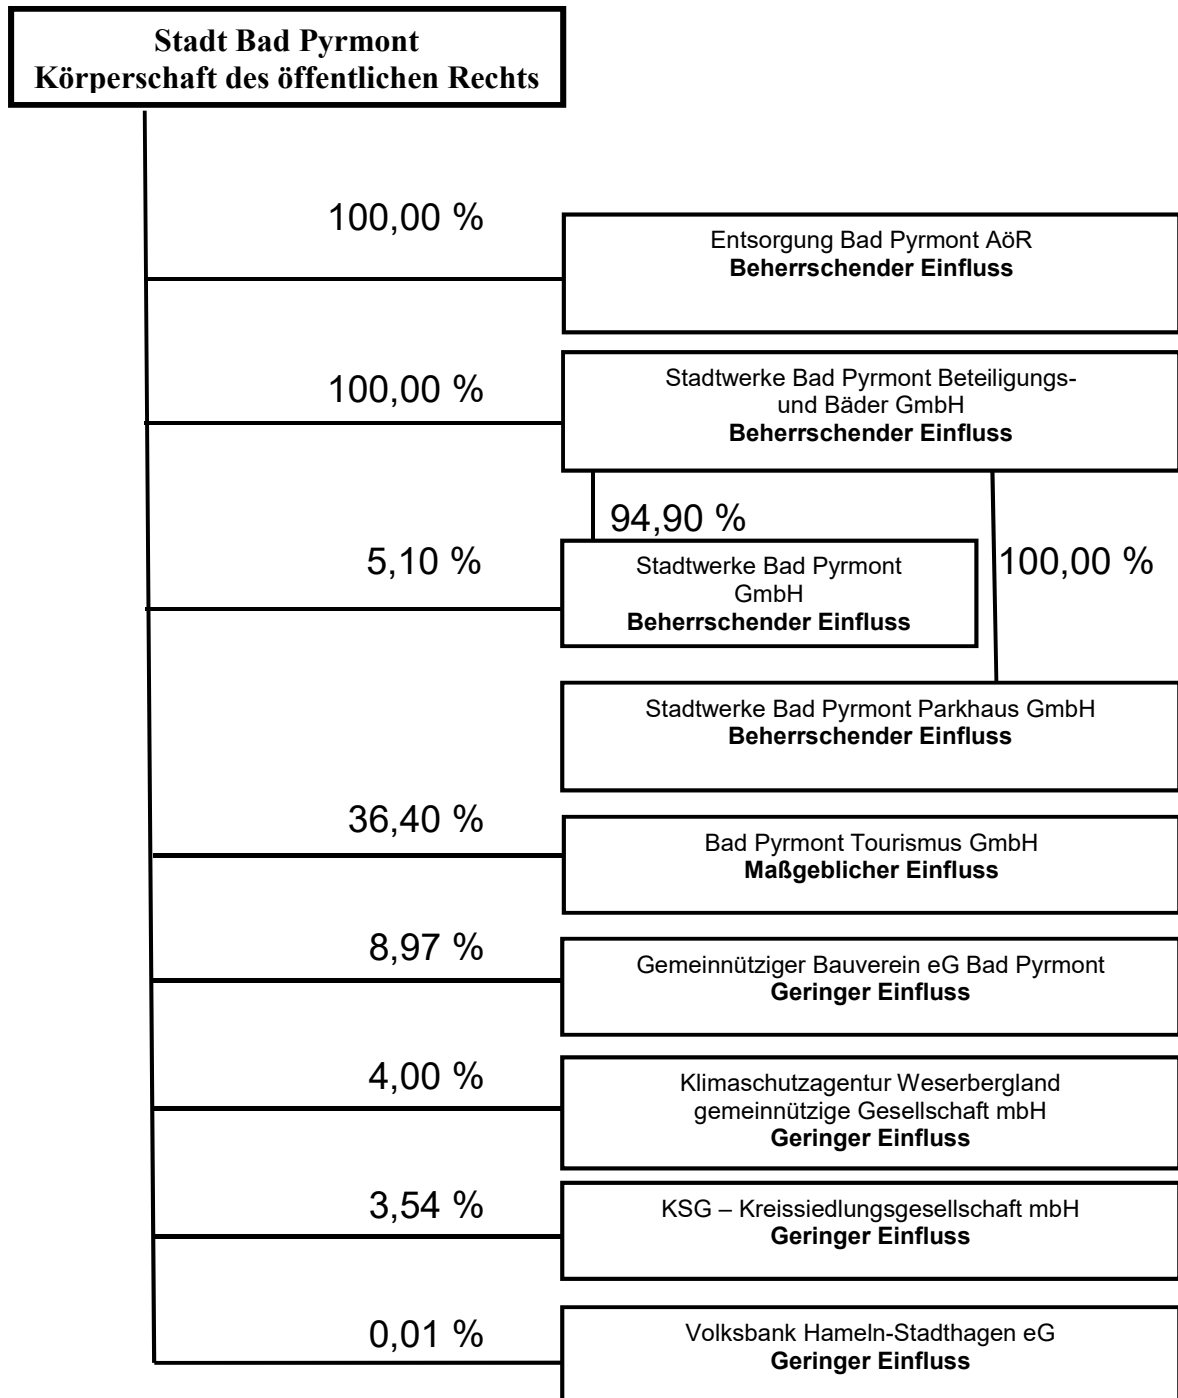 Stadt Bad Pyrmont
Körperschaft des öffentlichen Rechts
100,00 %
Entsorgung Bad Pyrmont AöR
Beherrschender Einfluss
100,00 %
Stadtwerke Bad Pyrmont Beteiligungs-
und Bäder GmbH
Beherrschender Einfluss
94,90 %
5,10 %
Stadtwerke Bad Pyrmont
GmbH
Beherrschender Einfluss
100,00 %
Stadtwerke Bad Pyrmont Parkhaus GmbH
Beherrschender Einfluss
36,40 %
Bad Pyrmont Tourismus GmbH
Maßgeblicher Einfluss
8,97 %
Gemeinnütziger Bauverein eG Bad Pyrmont
Geringer Einfluss
4,00 %
Klimaschutzagentur Weserbergland
gemeinnützige Gesellschaft mbH
Geringer Einfluss
3,54 %
KSG – Kreissiedlungsgesellschaft mbH
Geringer Einfluss
0,01 %
Volksbank Hameln-Stadthagen eG
Geringer Einfluss